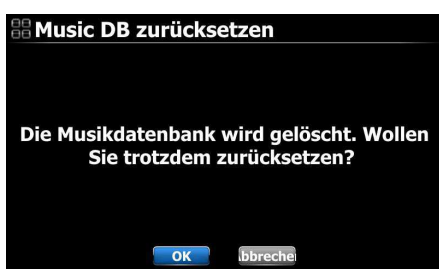 Music DB zurücksetzen
Die Musikdatenbank wird gelöscht. Wollen
Sie trotzdem zurücksetzen?
OK
bbreche